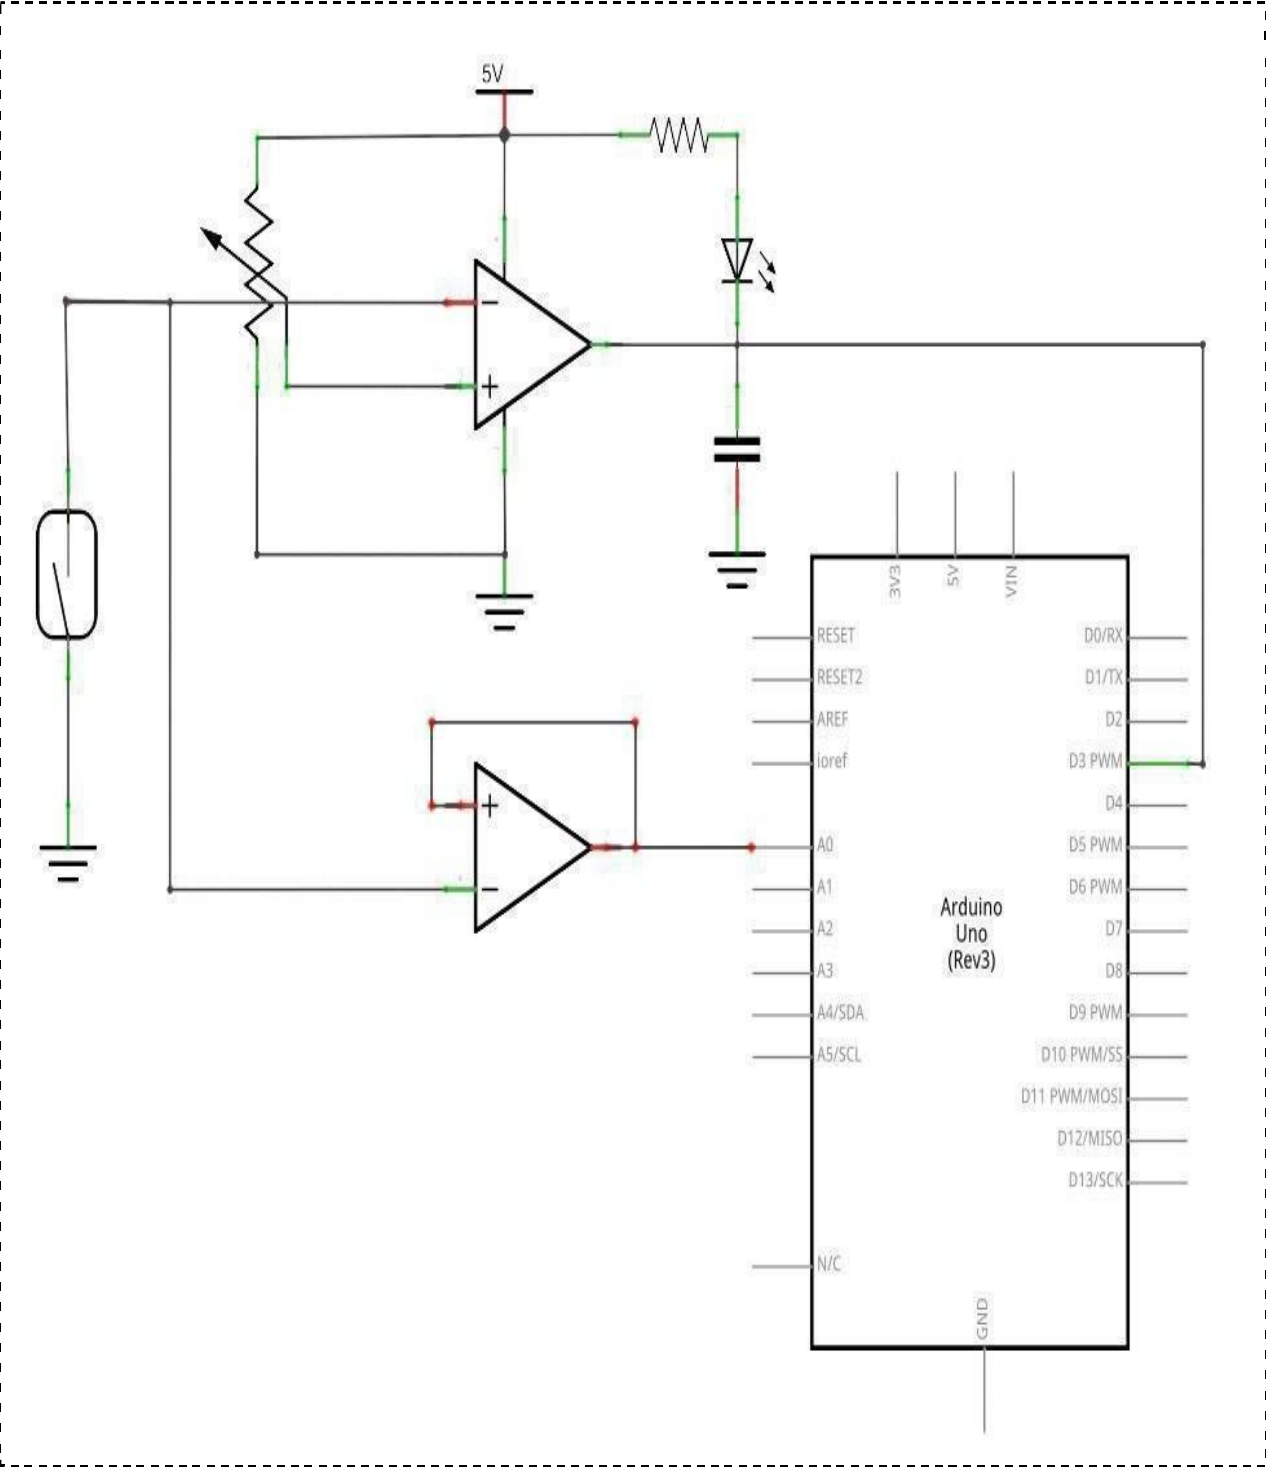 5V
−
+
3V3 5V VIN
RESET D0/RX
RESET2 D1/TX
AREF D2
ioref D3 PWM
D4
+
A0 D5 PWM
−
A1 D6 PWM
Arduino
Uno
(Rev3)
A2 D7
A3 D8
A4/SDA D9 PWM
A5/SCL D10 PWM/SS
D11 PWM/MOSI
D12/MISO
D13/SCK
N/C
GND